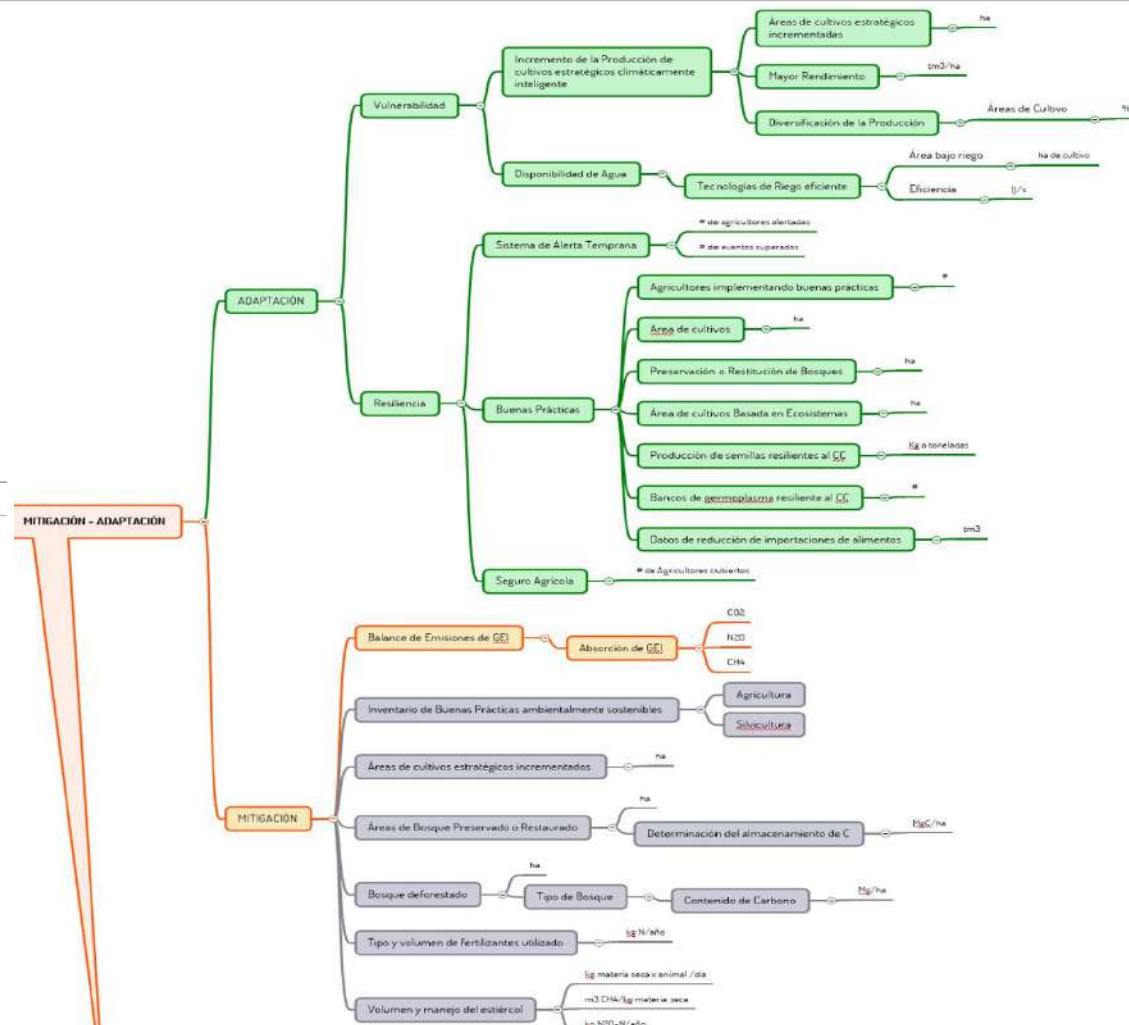 MITIGACIÓN - ADAPTACIÓN
ADAPTACIÓN
Vulnerabilidad
Incremento de la Producción de
cultivos estratégicos climáticamente
inteligente
Áreas de cultivos estratégicos
incrementadas
ha
Mayor Rendimiento
tm3/ha
Diversificación de la Producción
Áreas de Cultivo
%
Disponibilidad de Agua
Tecnologías de Riego eficiente
Área bajo riego
ha de cultivo
Eficiencia
Resiliencia
Sistema de Alerta Temprana
# de agricultores alertadas
# de eventos superados
Buenas Prácticas
Agricultores implementando buenas prácticas
#
Área de cultivos
ha
Preservación o Restitución de Bosques
ha
Área de cultivos Basada en Ecosistemas
ha
Producción de semillas resilientes al CC
Kg o toneladas
Bancos de germoplasma resiliente al CC
#
Datos de reducción de importaciones de alimentos
tm3
Seguro Agrícola
# de Agricultores cubiertos
MITIGACIÓN
Balance de Emisiones de GEI
Absorción de GEI
CO2
N2O
CH4
Inventario de Buenas Prácticas ambientalmente sostenibles
Agricultura
Silvicultura
Áreas de cultivos estratégicos incrementados
ha
Áreas de Bosque Preservado o Restaurado
ha
Determinación del almacenamiento de C
MgC/ha
Bosque deforestado
ha
Tipo de Bosque
Contenido de Carbono
Mg/ha
Tipo y volumen de fertilizantes utilizado
kg N/año
Volumen y manejo del estiércol
kg materia seca x animal /día
m3 CH4/kg materia seca
kg N2O-N/año